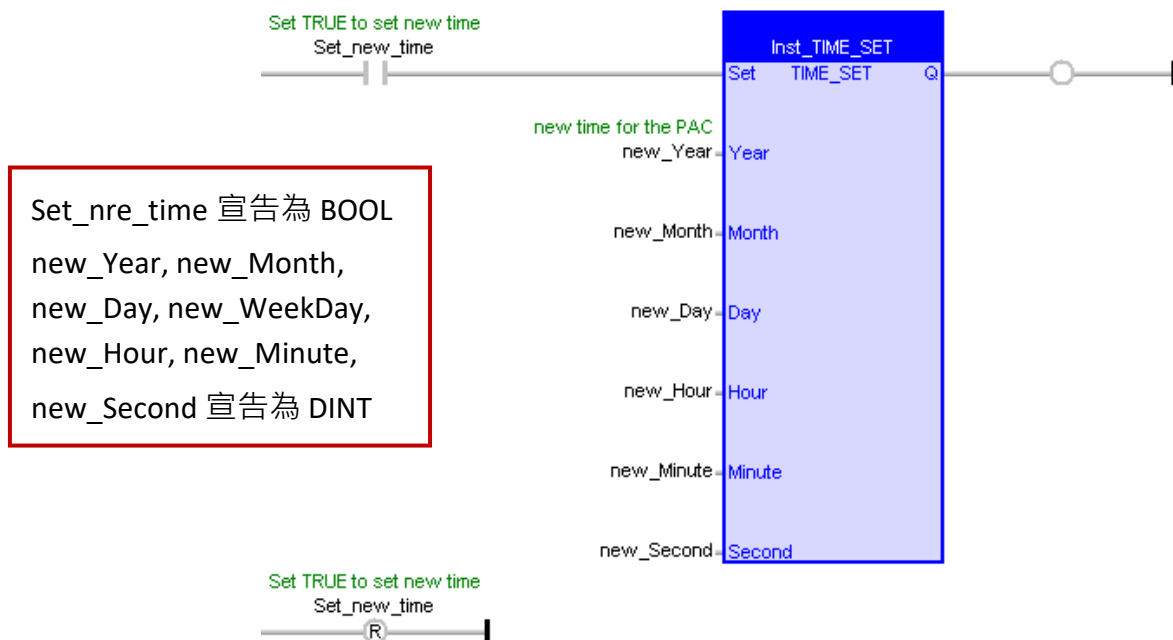 Set TRUE to set new time
Set_new_time
Inst_TIME_SET
Set TIME_SET Q
new time for the PAC
new_Year Year
Set_nre_time 宣告為 BOOL
new_Year, new_Month,
new_Day, new_WeekDay,
new_Hour, new_Minute,
new_Second 宣告為 DINT
new_Month Month
new_Day Day
new_Hour Hour
new_Minute Minute
new_Second Second
Set TRUE to set new time
Set_new_time
R